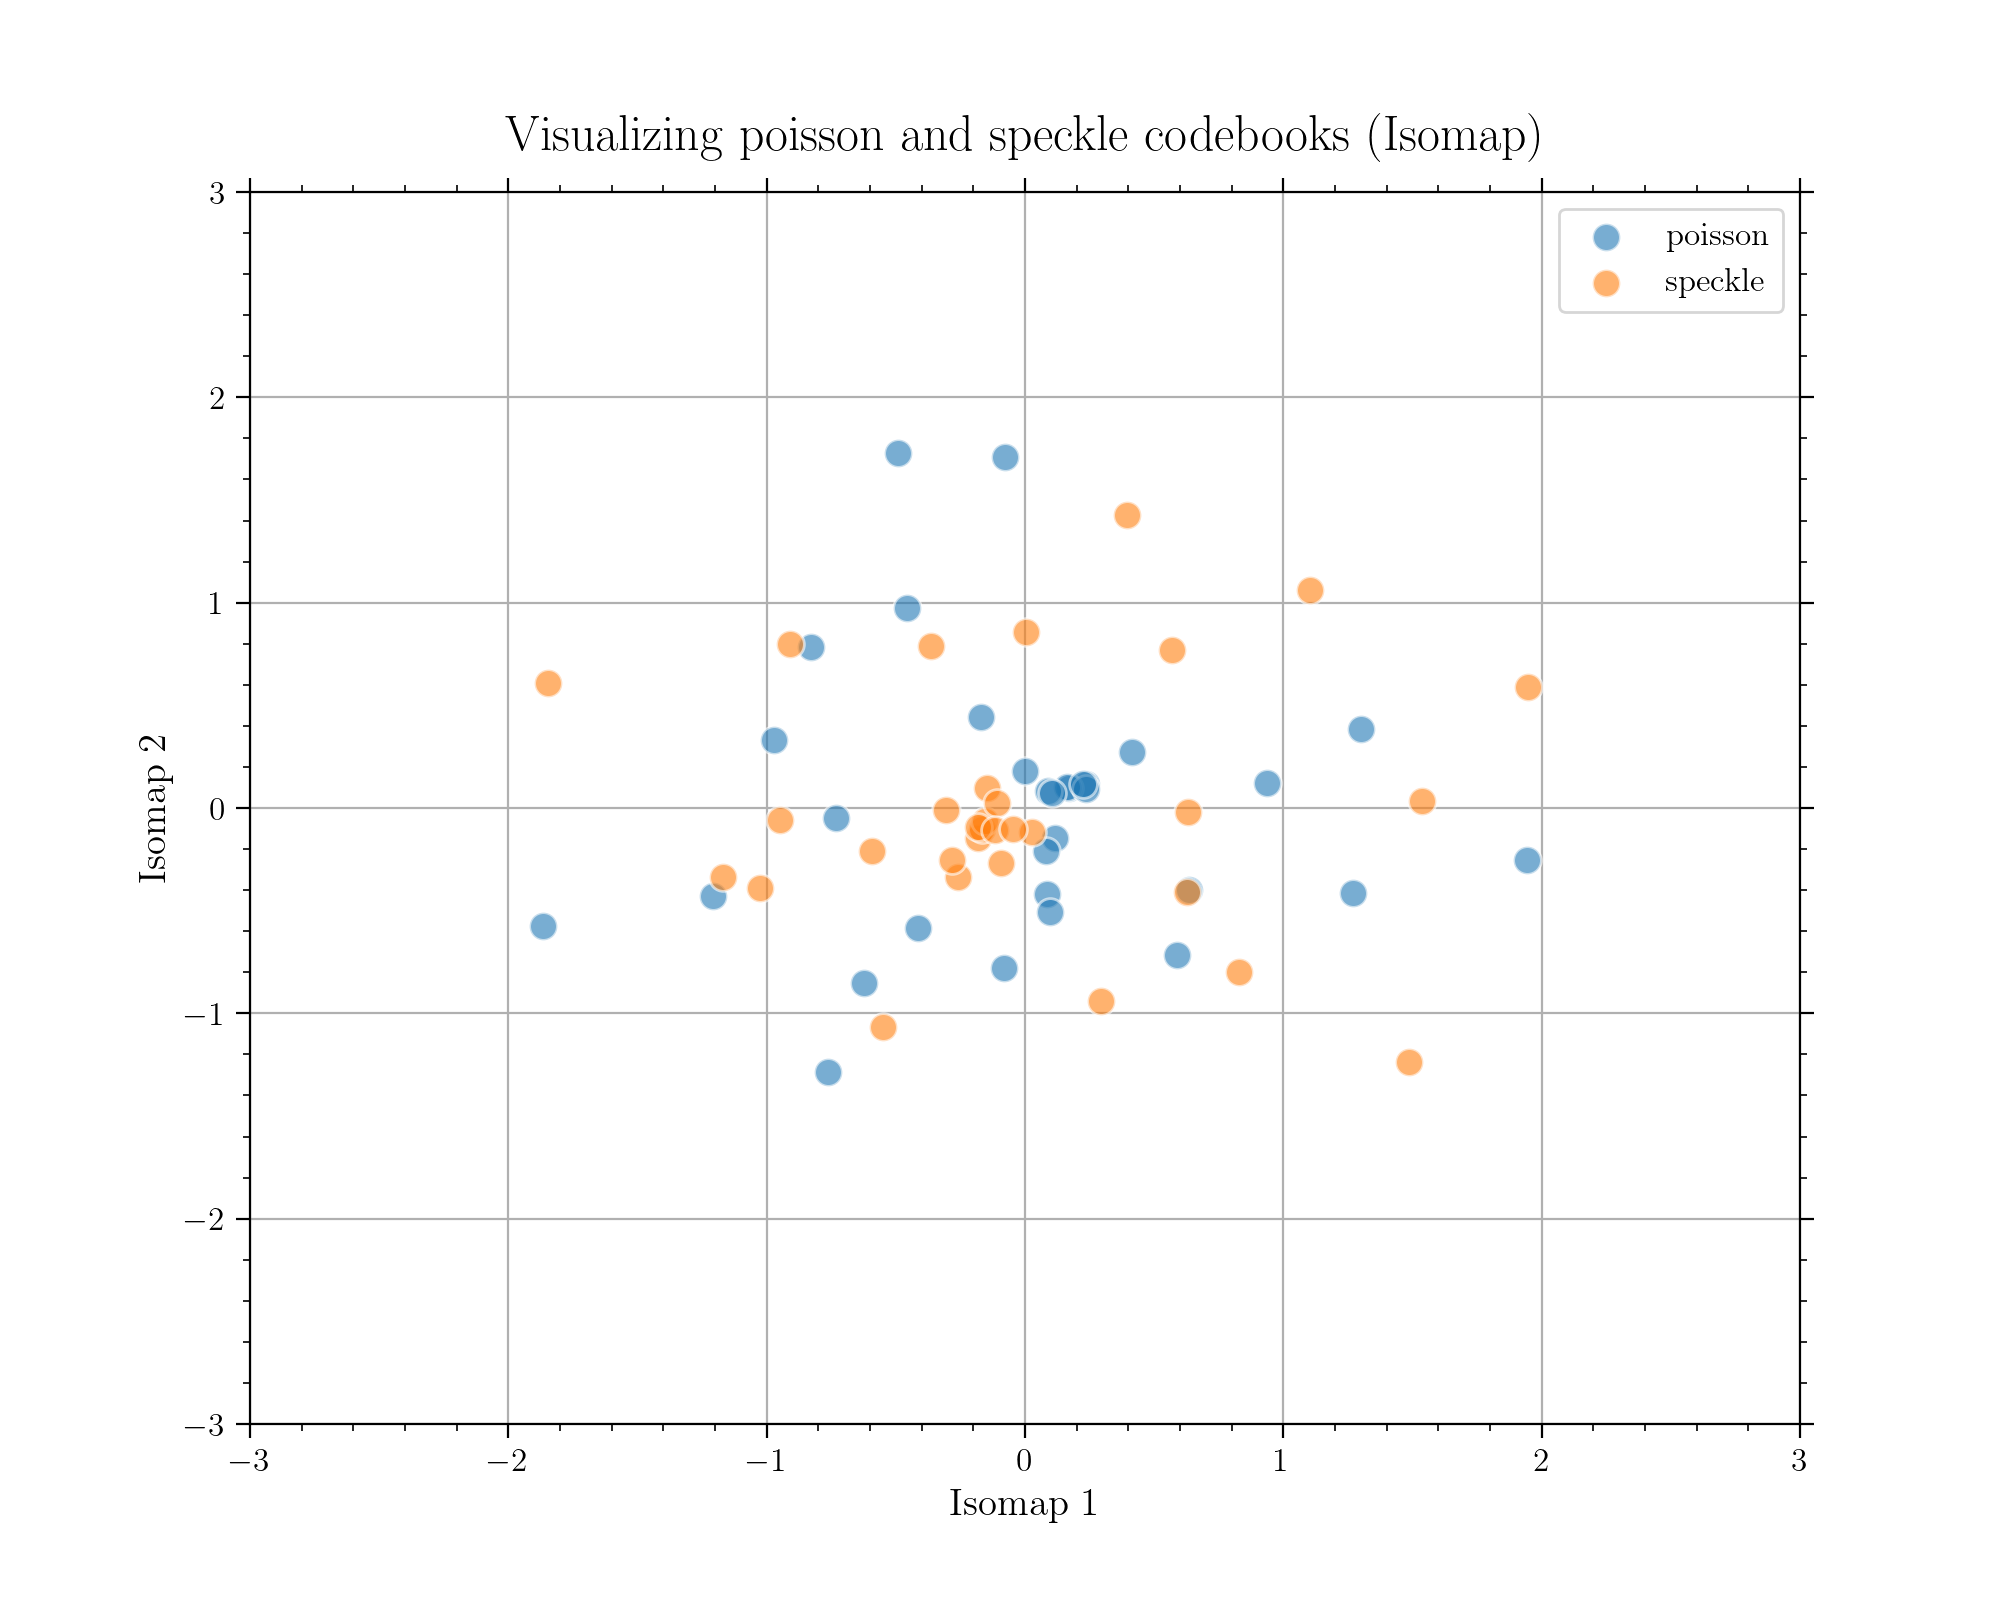 Visualizing poisson and speckle codebooks (Isomap)
poisson
speckle
3
2
1
0
−1
−2
−3
Isomap 2
−3 −2 −1 0 1 2 3
Isomap 1